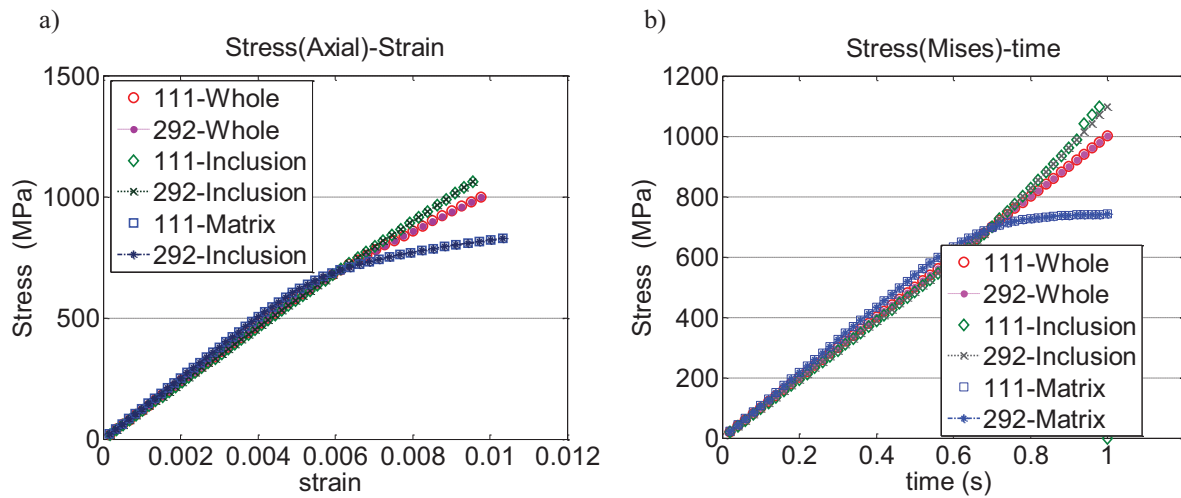 a)
Stress(Axial)-Strain
1500
1000
500
0
Stress (MPa)
111-Whole
292-Whole
111-Inclusion
292-Inclusion
111-Matrix
292-Inclusion
0 0.002 0.004 0.006 0.008 0.01 0.012
strain
b)
Stress(Mises)-time
1200
1000
800
600
400
200
0
Stress (MPa)
111-Whole
292-Whole
111-Inclusion
292-Inclusion
111-Matrix
292-Matrix
0 0.2 0.4 0.6 0.8 1
time (s)